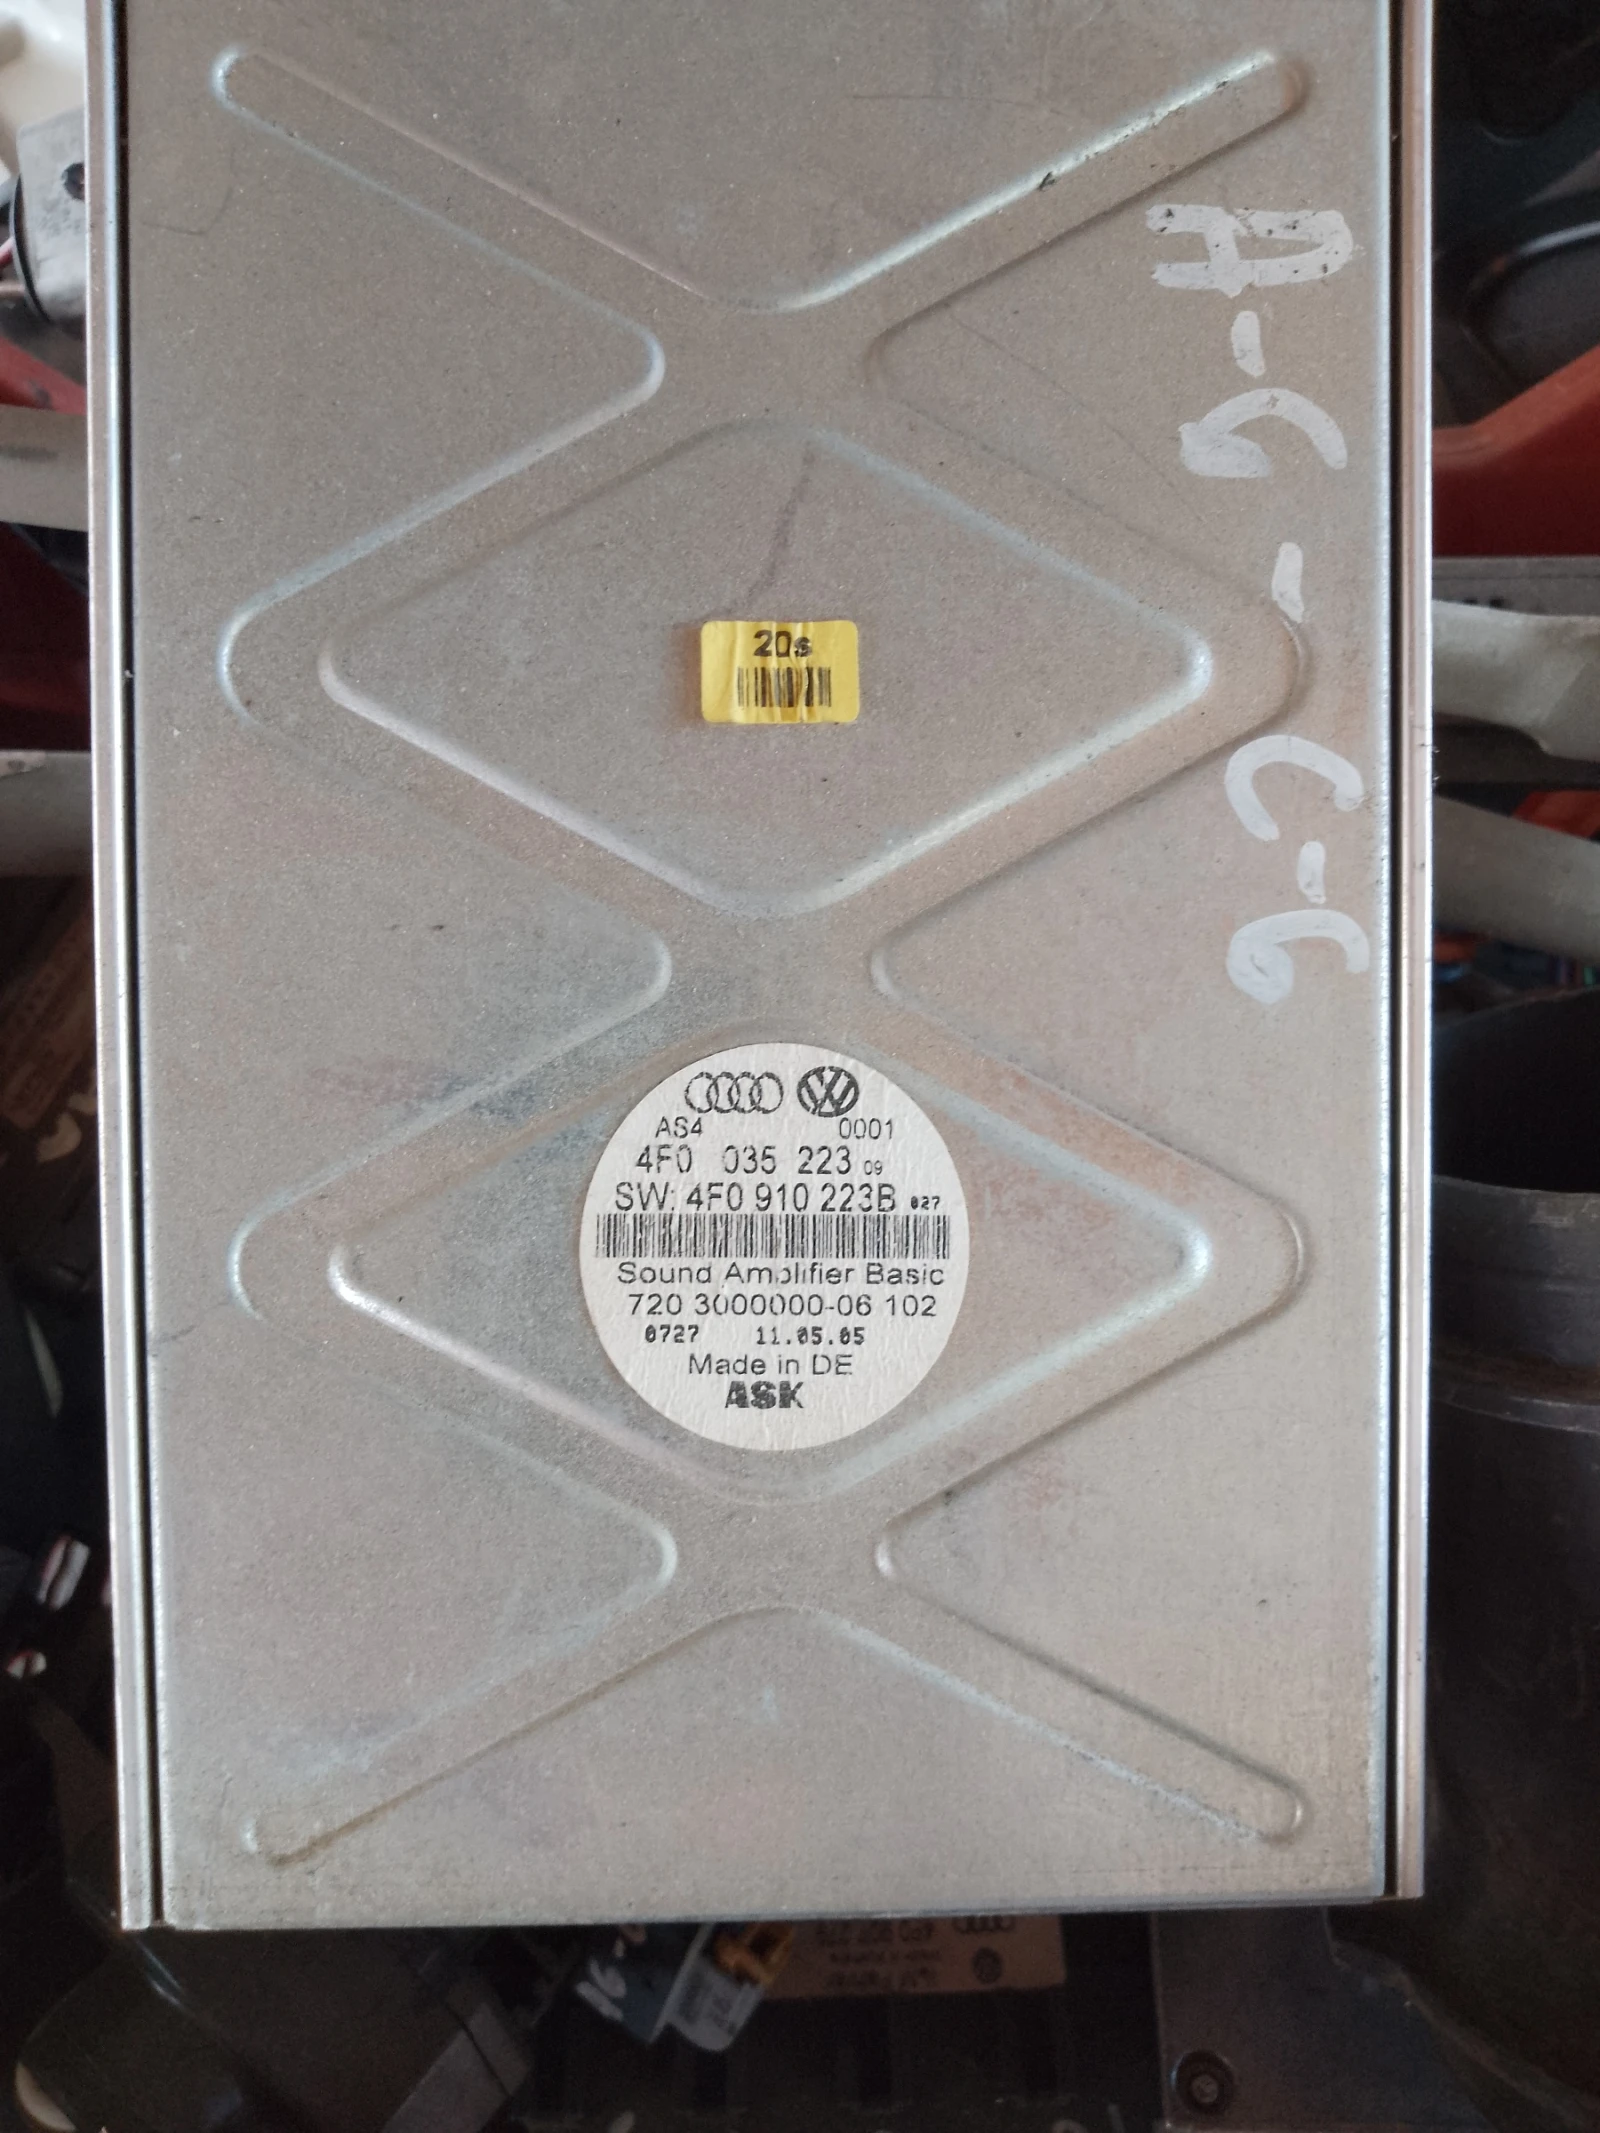 A-6-C-6
20s
AS4 0001
4F0 035 223 09
SW: 4F0 910 223B 027
Sound Amplifier Basic
720 3000000-06 102
0727 11.05.05
Made in DE
ASK